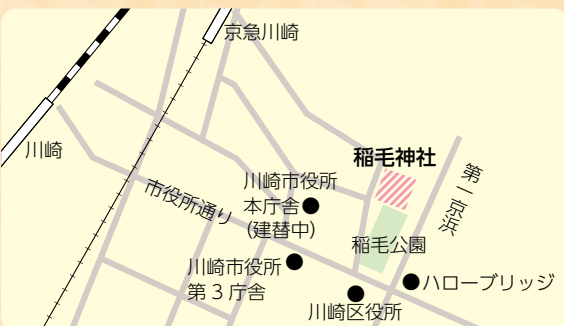 京急川崎
川崎
稲毛神社
第一京浜
川崎市役所
本庁舎
(建替中)
市役所通り
稲毛公園
川崎市役所
第3庁舎
ハローブリッジ
川崎区役所